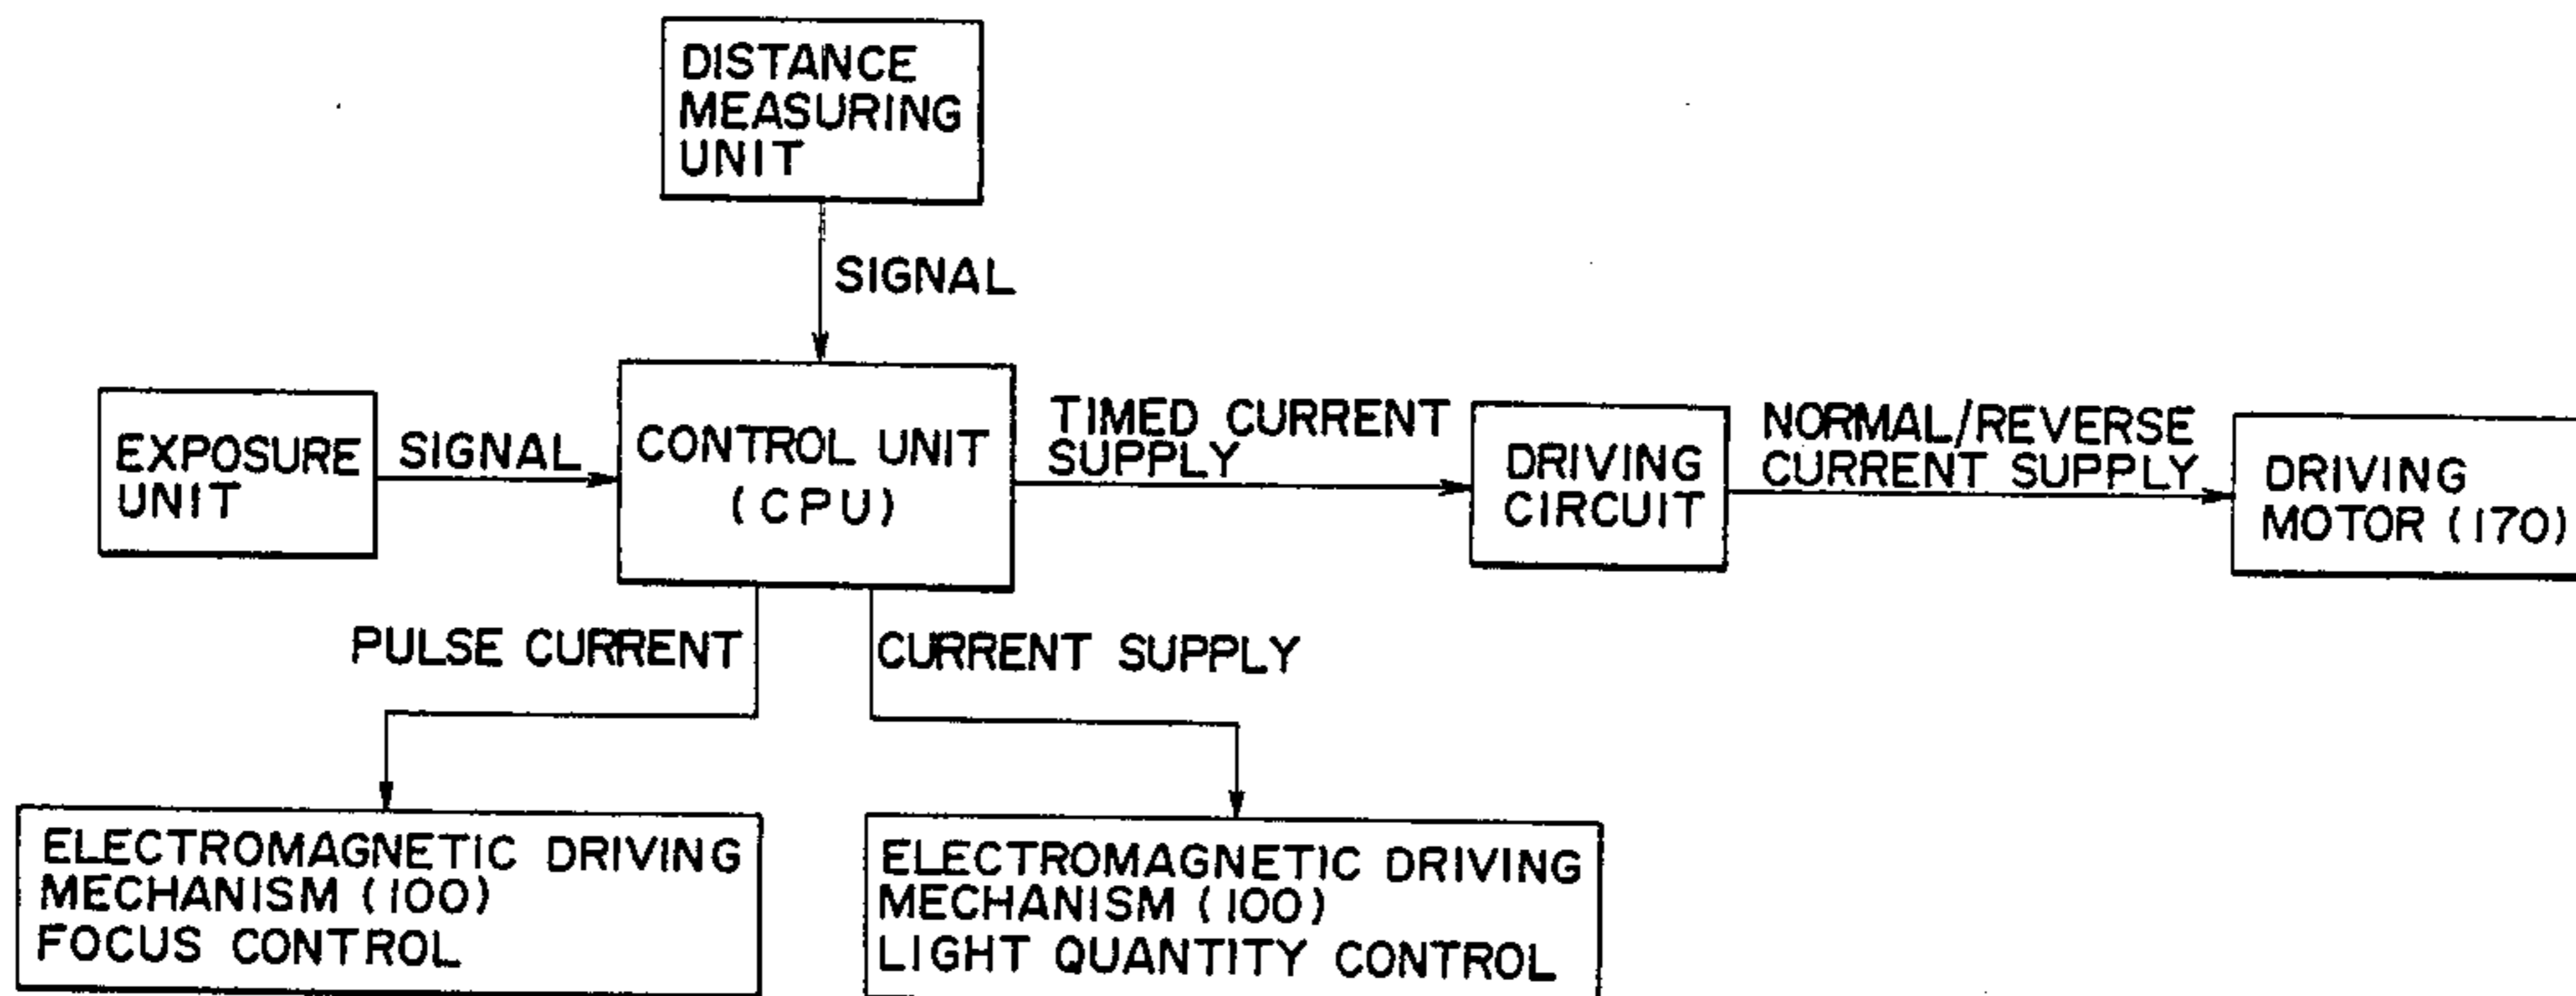 DISTANCE
MEASURING
UNIT
SIGNAL
EXPOSURE
UNIT
SIGNAL
CONTROL UNIT
(CPU)
TIMED CURRENT
SUPPLY
DRIVING
CIRCUIT
NORMAL/REVERSE
CURRENT SUPPLY
DRIVING
MOTOR (170)
PULSE CURRENT
CURRENT SUPPLY
ELECTROMAGNETIC DRIVING
MECHANISM (100)
FOCUS CONTROL
ELECTROMAGNETIC DRIVING
MECHANISM (100)
LIGHT QUANTITY CONTROL